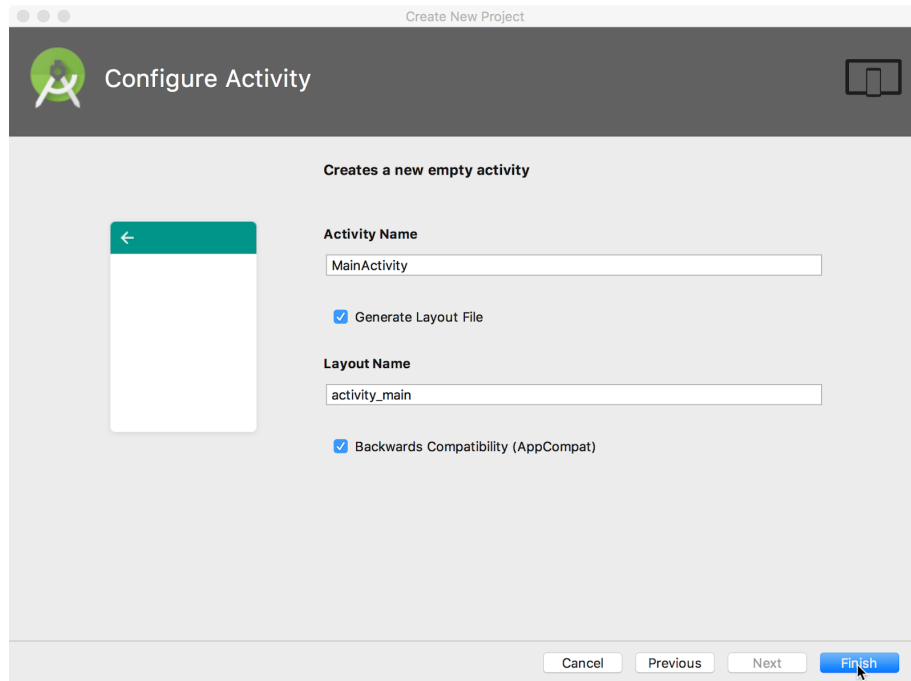 Create New Project
Configure Activity
Creates a new empty activity
Activity Name
MainActivity
Generate Layout File
Layout Name
activity_main
Backwards Compatibility (AppCompat)
Cancel
Previous
Next
Finish